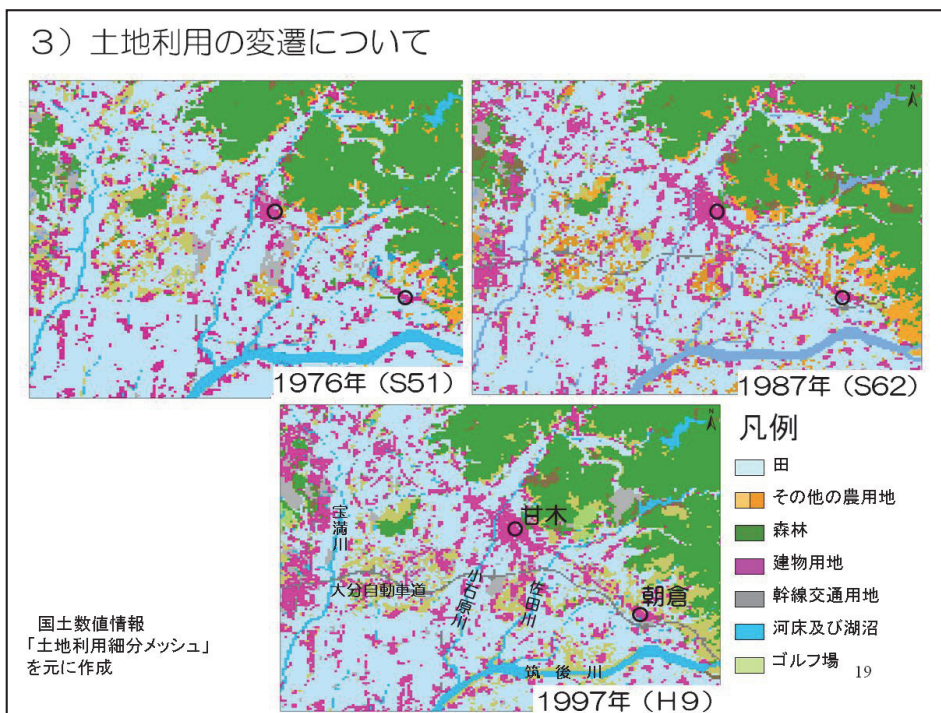 3）土地利用の変遷について
N
1976年（S51）
1987年（S62）
N
宝満川
甘木
大分自動車道
小石原川
佐田川
朝倉
筑後川
1997年（H9）
凡例
田
その他の農用地
森林
建物用地
幹線交通用地
河床及び湖沼
ゴルフ場
国土数値情報
「土地利用細分メッシュ」
を元に作成
19